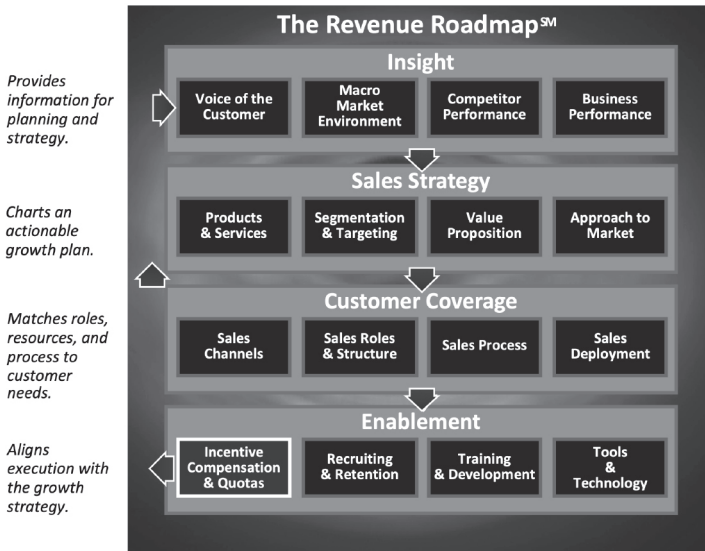 The Revenue Roadmap℠
Insight
Provides
information for
planning and
strategy.
Voice of the
Customer
Macro
Market
Environment
Competitor
Performance
Business
Performance
Sales Strategy
Charts an
actionable
growth plan.
Products
& Services
Segmentation
& Targeting
Value
Proposition
Approach to
Market
Customer Coverage
Matches roles,
resources, and
process to
customer
needs.
Sales
Channels
Sales Roles
& Structure
Sales Process
Sales
Deployment
Enablement
Aligns
execution with
the growth
strategy.
Incentive
Compensation
& Quotas
Recruiting
& Retention
Training
& Development
Tools
&
Technology